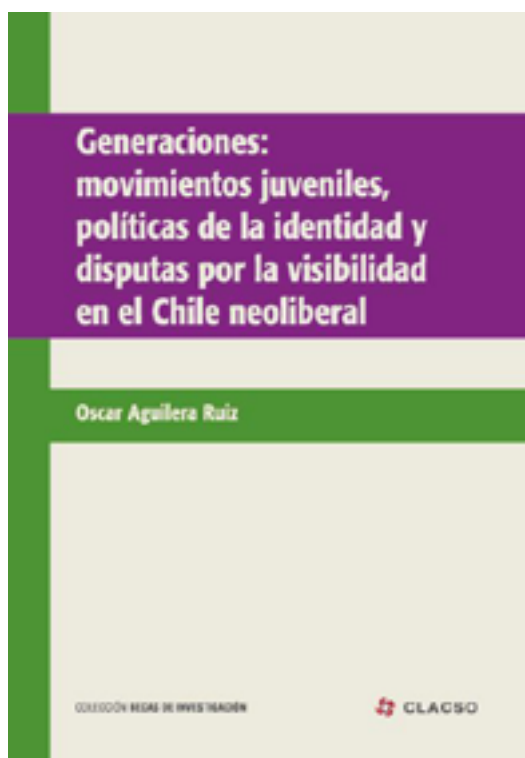 Generaciones:
movimientos juveniles,
políticas de la identidad y
disputas por la visibilidad
en el Chile neoliberal
Oscar Aguilera Ruiz
COLECCIÓN BECAS DE INVESTIGACIÓN
CLACSO